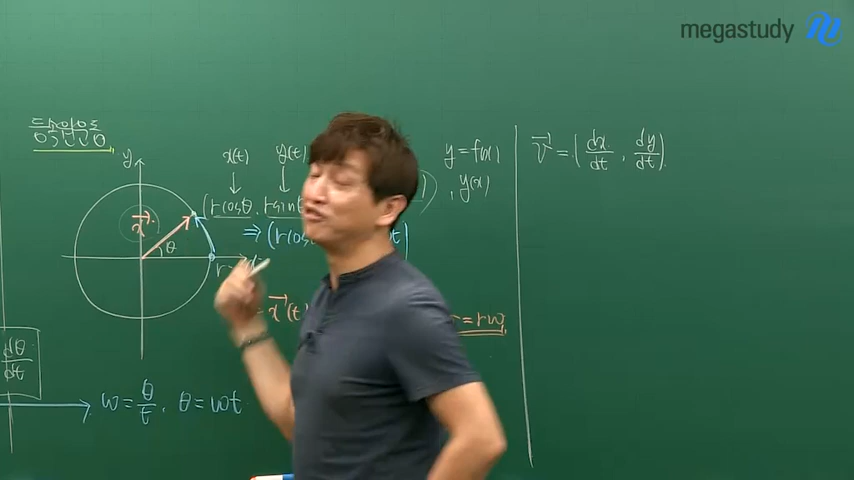 megastudy
등속원운동
y
x(t) y(t)
(r cosθ, r sinθ
⇒ (r cos
x⃗
θ
r
= x⃗(t)
= rω
y = f(x)
, y(x)
v⃗ = (dx/dt , dy/dt)
dθ/dt
ω = θ/t , θ = ωt